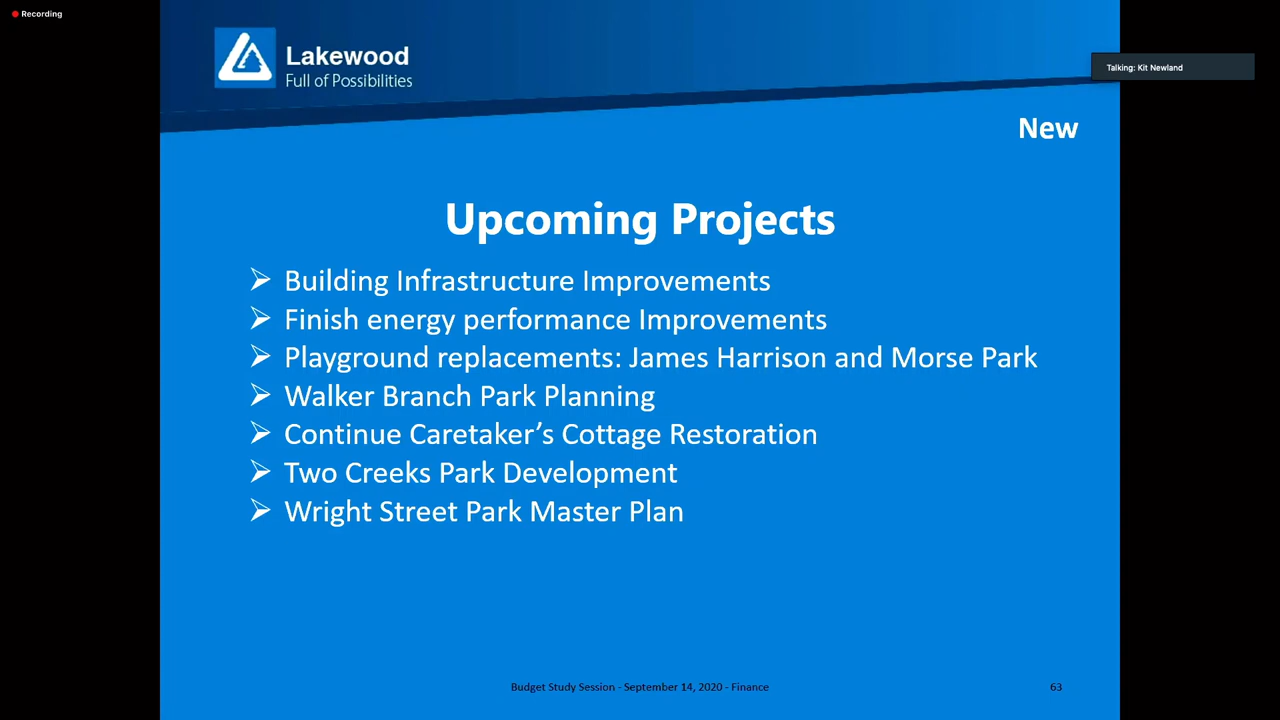 Recording
Lakewood
Full of Possibilities
Talking: Kit Newland
New
Upcoming Projects
➢ Building Infrastructure Improvements
➢ Finish energy performance Improvements
➢ Playground replacements: James Harrison and Morse Park
➢ Walker Branch Park Planning
➢ Continue Caretaker’s Cottage Restoration
➢ Two Creeks Park Development
➢ Wright Street Park Master Plan
Budget Study Session - September 14, 2020 - Finance
63